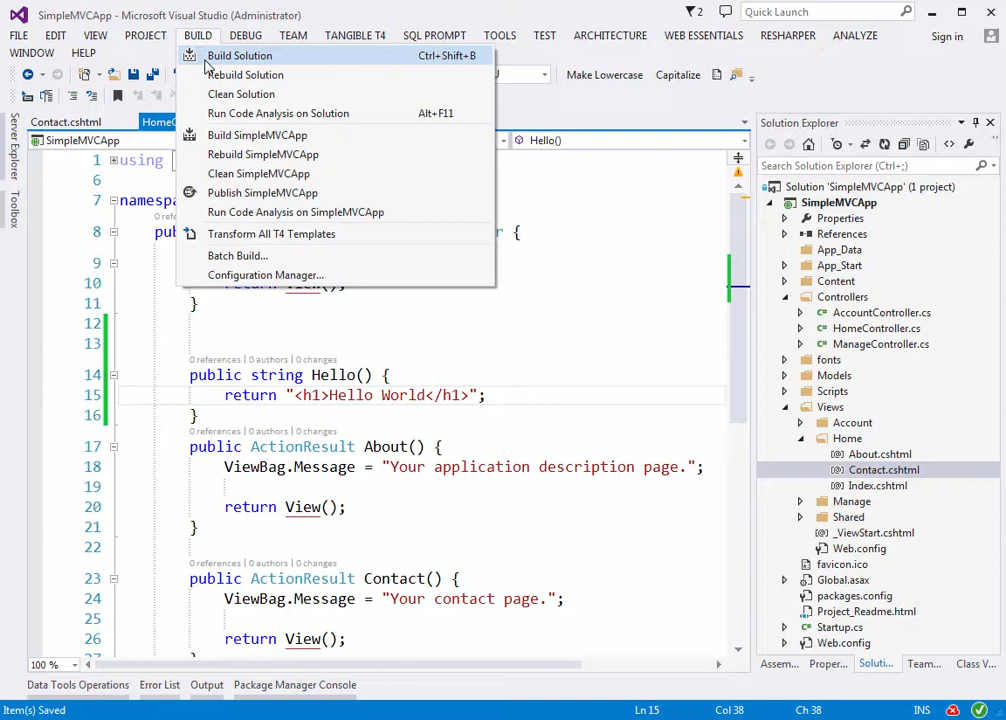 SimpleMVCApp - Microsoft Visual Studio (Administrator)
2
Quick Launch
FILE EDIT VIEW PROJECT BUILD DEBUG TEAM TANGIBLE T4 SQL PROMPT TOOLS TEST ARCHITECTURE WEB ESSENTIALS RESHARPER ANALYZE Sign in
WINDOW HELP
Build Solution Ctrl+Shift+B
Rebuild Solution
Clean Solution
Run Code Analysis on Solution Alt+F11
Build SimpleMVCApp
Rebuild SimpleMVCApp
Clean SimpleMVCApp
Publish SimpleMVCApp
Run Code Analysis on SimpleMVCApp
Transform All T4 Templates
Batch Build...
Configuration Manager...
Make Lowercase Capitalize
Server Explorer
Toolbox
Contact.cshtml
SimpleMVCApp
Hello()
1 using
6
7
8 {
9
10 return View();
11 }
12
13
0 references | 0 authors | 0 changes
14 public string Hello() {
15 return "<h1>Hello World</h1>";
16 }
0 references | 0 authors | 0 changes
17 public ActionResult About() {
18 ViewBag.Message = "Your application description page.";
19
20 return View();
21 }
22
0 references | 0 authors | 0 changes
23 public ActionResult Contact() {
24 ViewBag.Message = "Your contact page.";
25
26 return View();
100 %
Solution Explorer
Search Solution Explorer (Ctrl+;)
Solution 'SimpleMVCApp' (1 project)
SimpleMVCApp
Properties
References
App_Data
App_Start
Content
Controllers
C# AccountController.cs
C# HomeController.cs
C# ManageController.cs
fonts
Models
Scripts
Views
Account
Home
[@] About.cshtml
[@] Contact.cshtml
[@] Index.cshtml
Manage
Shared
[@] _ViewStart.cshtml
Web.config
favicon.ico
Global.asax
packages.config
Project_Readme.html
C# Startup.cs
Web.config
Assem... Proper... Soluti... Team... Class V...
Data Tools Operations Error List Output Package Manager Console
Item(s) Saved Ln 15 Col 38 Ch 38 INS